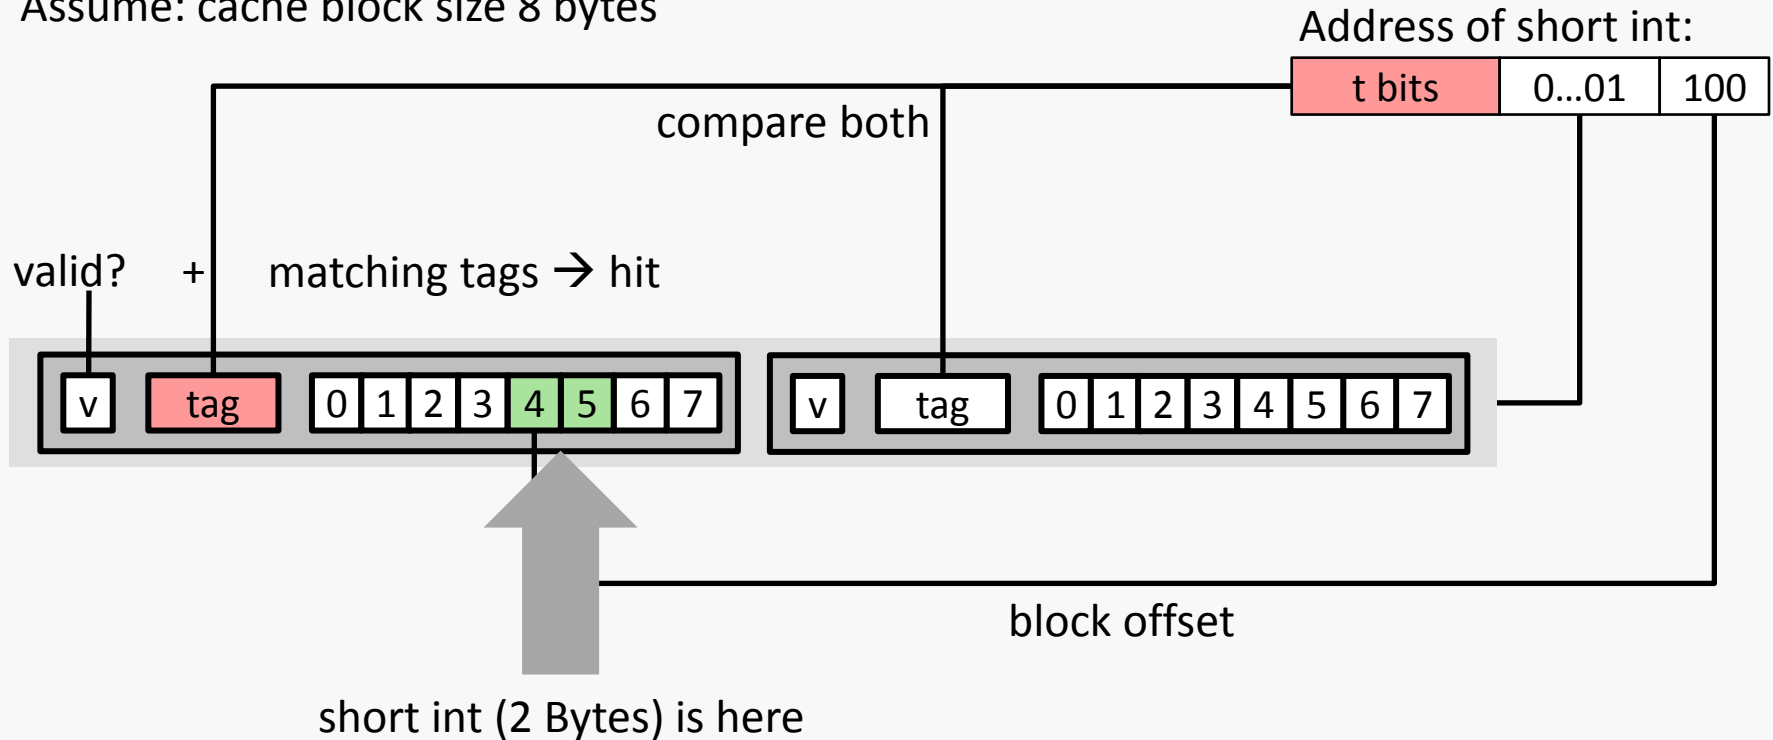 Assume: cache block size 8 bytes
Address of short int:
t bits 0...01 100
compare both
valid? + matching tags → hit
v tag 0 1 2 3 4 5 6 7 v tag 0 1 2 3 4 5 6 7
block offset
short int (2 Bytes) is here